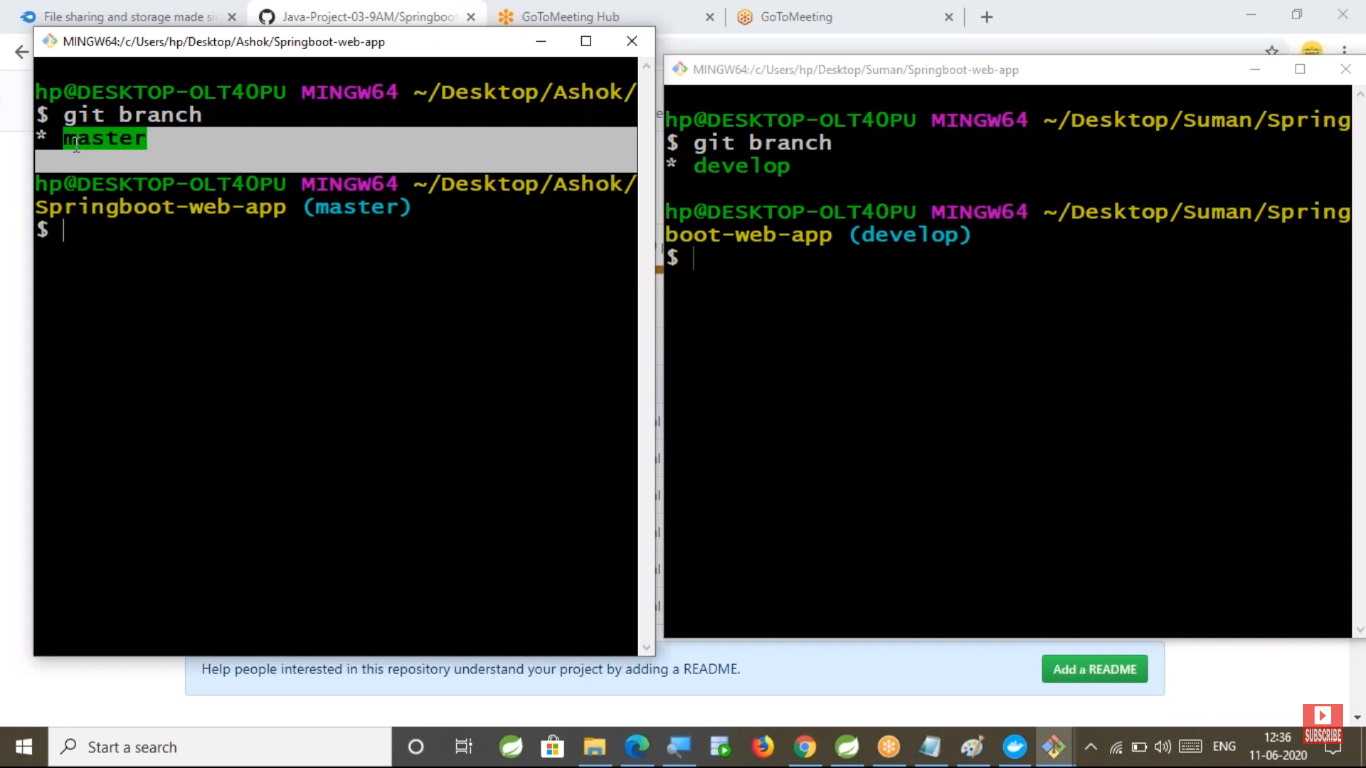 File sharing and storage made si
Java-Project-03-9AM/Springboot
GoToMeeting Hub
GoToMeeting
MINGW64:/c/Users/hp/Desktop/Ashok/Springboot-web-app
hp@DESKTOP-OLT40PU MINGW64 ~/Desktop/Ashok/
$ git branch
* master
hp@DESKTOP-OLT40PU MINGW64 ~/Desktop/Ashok/
Springboot-web-app (master)
$
MINGW64:/c/Users/hp/Desktop/Suman/Springboot-web-app
hp@DESKTOP-OLT40PU MINGW64 ~/Desktop/Suman/Spring
$ git branch
* develop
hp@DESKTOP-OLT40PU MINGW64 ~/Desktop/Suman/Spring
boot-web-app (develop)
$
Help people interested in this repository understand your project by adding a README.
Add a README
SUBSCRIBE
Start a search
ENG
12:36
11-06-2020